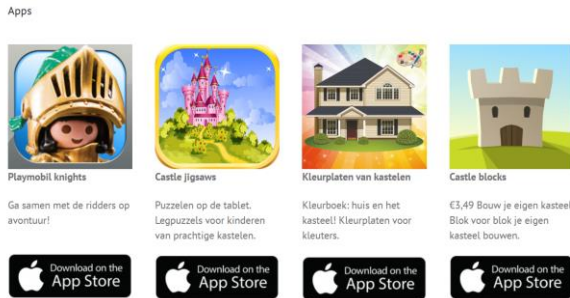 Apps
Playmobil knights
Ga samen met de ridders op
avontuur!
Download on the
App Store
Castle jigsaws
Puzzelen op de tablet.
Legpuzzels voor kinderen
van prachtige kastelen.
Download on the
App Store
Kleurplaten van kastelen
Kleurboek: huis en het
kasteel! Kleurplaten voor
kleuters.
Download on the
App Store
Castle blocks
€3,49 Bouw je eigen kasteel
Blok voor blok je eigen
kasteel bouwen.
Download on the
App Store